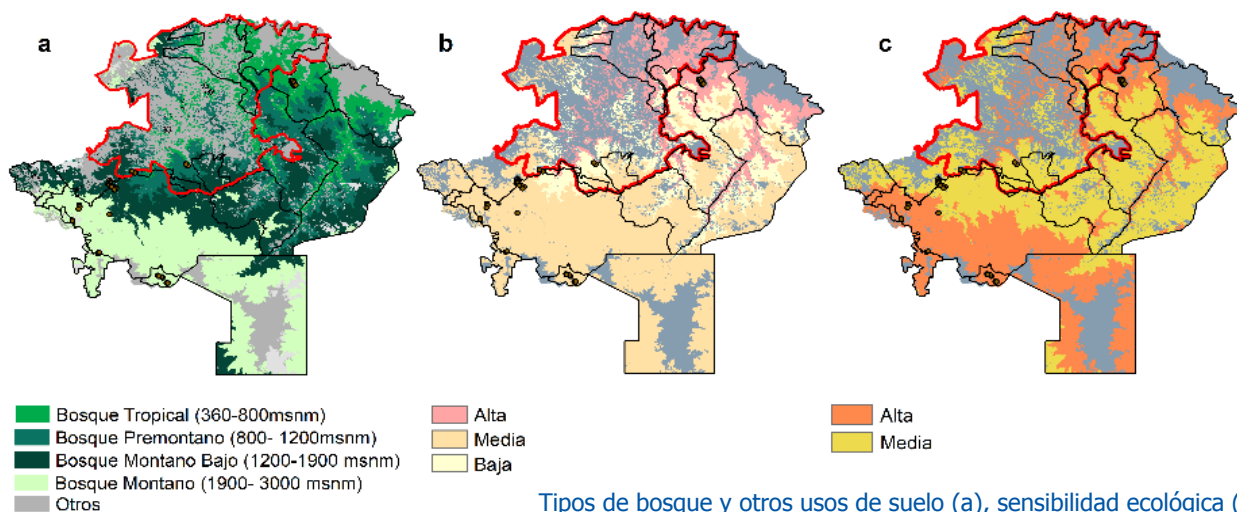 a
b
c
Bosque Tropical (360-800msnm)
Bosque Premontano (800- 1200msnm)
Bosque Montano Bajo (1200-1900 msnm)
Bosque Montano (1900- 3000 msnm)
Otros
Alta
Media
Baja
Alta
Media
Tipos de bosque y otros usos de suelo (a), sensibilidad ecológica (